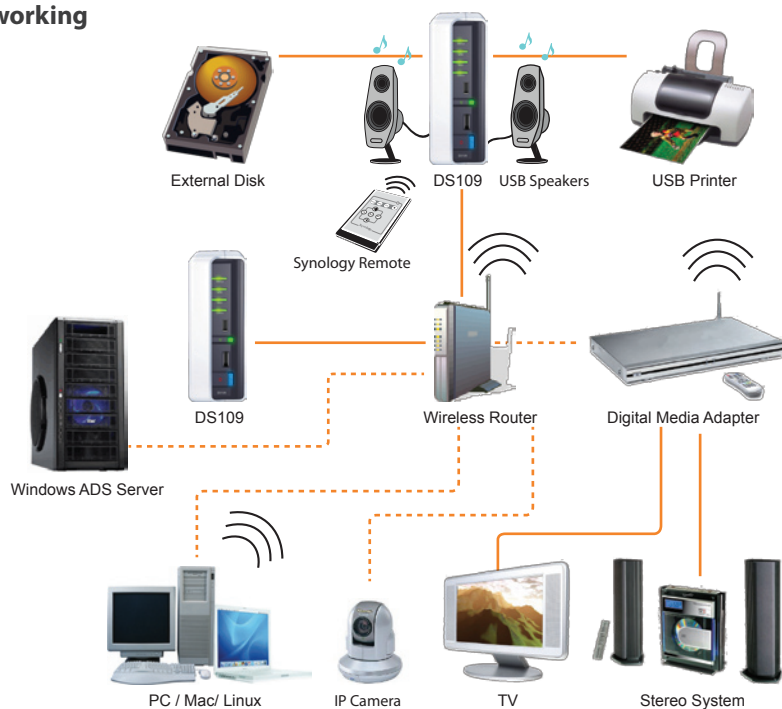 working
External Disk
DS109
USB Speakers
USB Printer
Synology Remote
DS109
Wireless Router
Digital Media Adapter
Windows ADS Server
PC / Mac/ Linux
IP Camera
TV
Stereo System